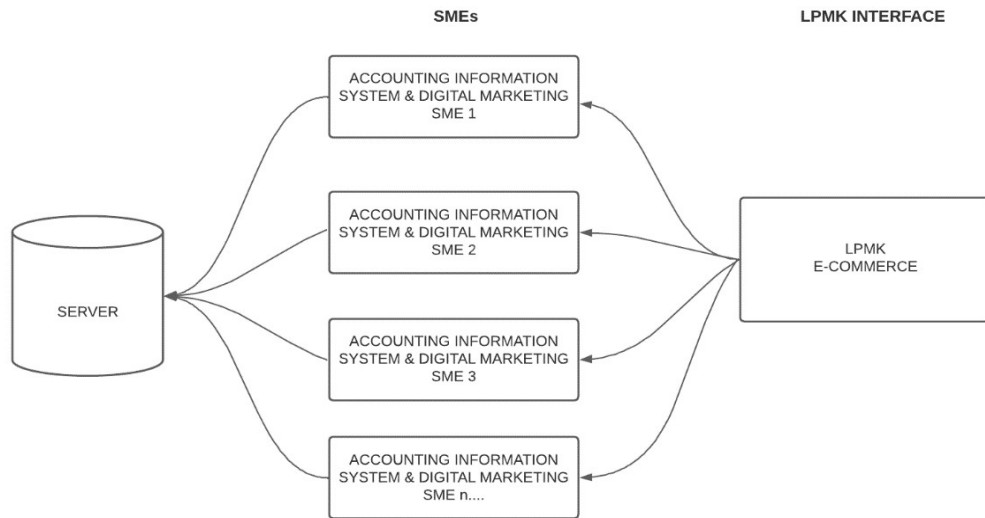 SMEs
LPMK INTERFACE
ACCOUNTING INFORMATION
SYSTEM & DIGITAL MARKETING
SME 1
ACCOUNTING INFORMATION
SYSTEM & DIGITAL MARKETING
SME 2
ACCOUNTING INFORMATION
SYSTEM & DIGITAL MARKETING
SME 3
ACCOUNTING INFORMATION
SYSTEM & DIGITAL MARKETING
SME n....
SERVER
LPMK
E-COMMERCE